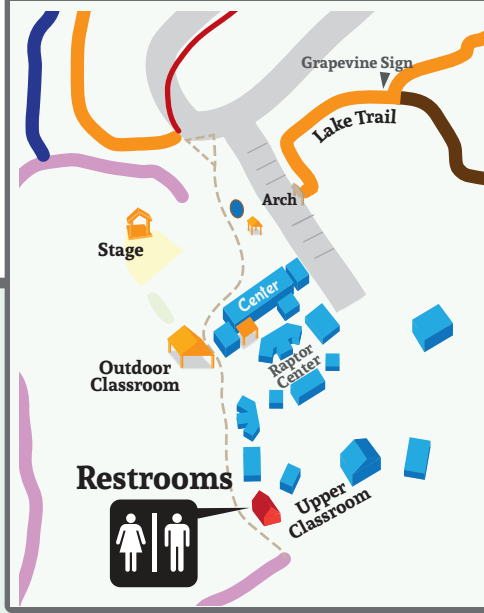 Grapevine Sign
Lake Trail
Arch
Stage
Center
Raptor
Center
Outdoor
Classroom
Restrooms
Upper
Classroom